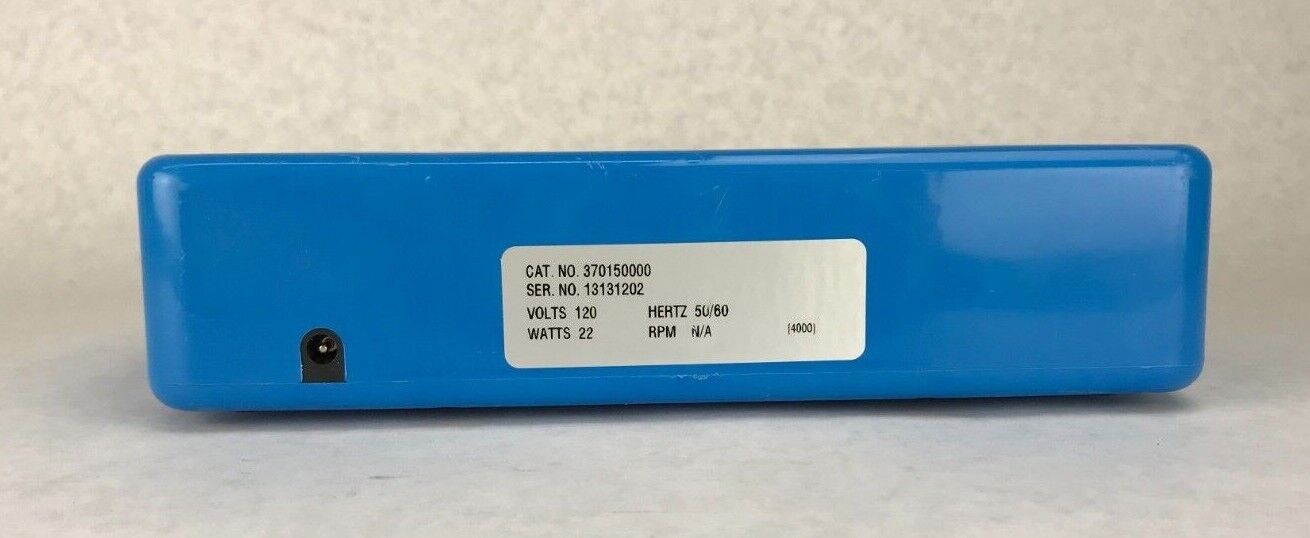 CAT. NO. 370150000
SER. NO. 13131202
VOLTS 120 HERTZ 50/60
WATTS 22 RPM N/A [4000]